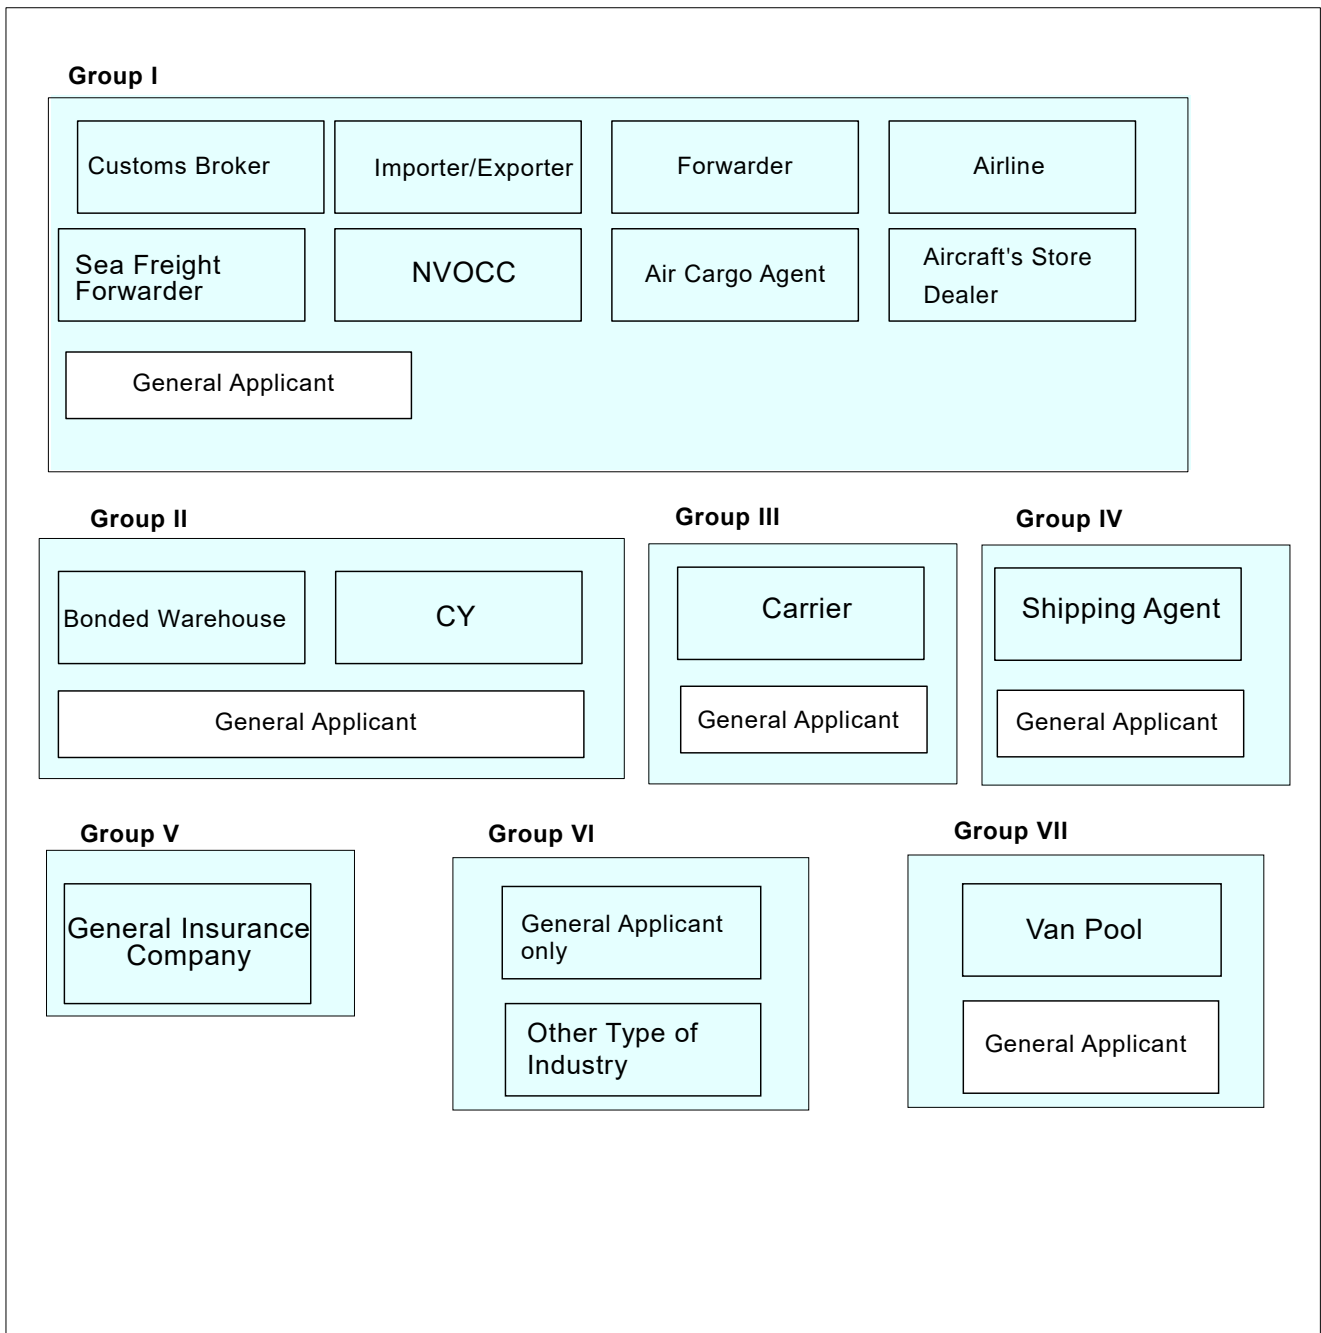 Group I
Customs Broker
Importer/Exporter
Forwarder
Airline
Sea Freight
Forwarder
NVOCC
Air Cargo Agent
Aircraft's Store
Dealer
General Applicant
Group II
Bonded Warehouse
CY
General Applicant
Group III
Carrier
General Applicant
Group IV
Shipping Agent
General Applicant
Group V
General Insurance
Company
Group VI
General Applicant
only
Other Type of
Industry
Group VII
Van Pool
General Applicant